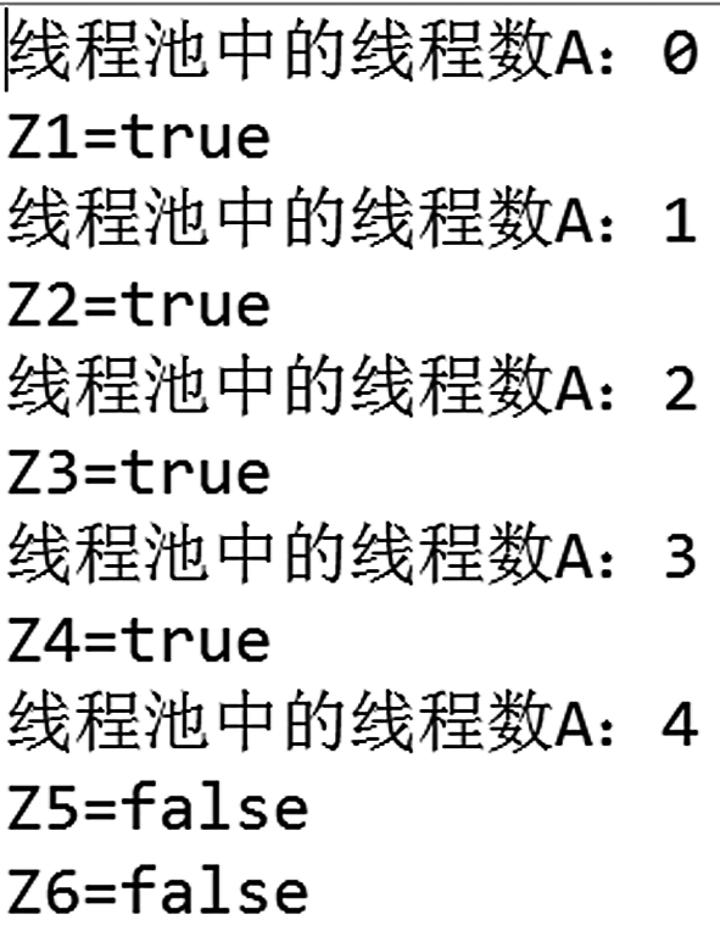 线程池中的线程数A：0
Z1=true
线程池中的线程数A：1
Z2=true
线程池中的线程数A：2
Z3=true
线程池中的线程数A：3
Z4=true
线程池中的线程数A：4
Z5=false
Z6=false